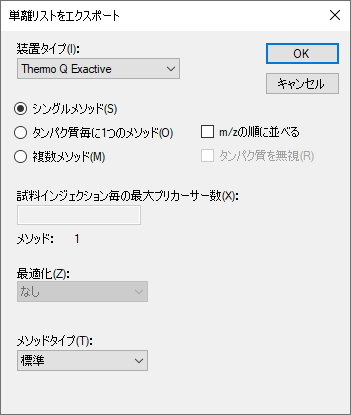 単離リストをエクスポート
装置タイプ(I):
Thermo Q Exactive
OK
キャンセル
シングルメソッド(S)
タンパク質毎に1つのメソッド(O)
m/zの順に並べる
複数メソッド(M)
タンパク質を無視(R)
試料インジェクション毎の最大プリカーサー数(X):
メソッド: 1
最適化(Z):
なし
メソッドタイプ(T):
標準